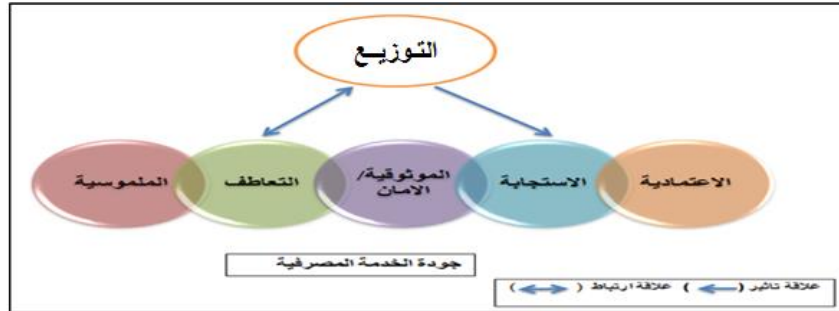 التوزيع
الاعتمادية
الاستجابة
الموثوقية/
الامان
التعاطف
الملموسية
جودة الخدمة المصرفية
علاقة تاثير (←) علاقة ارتباط (↔)